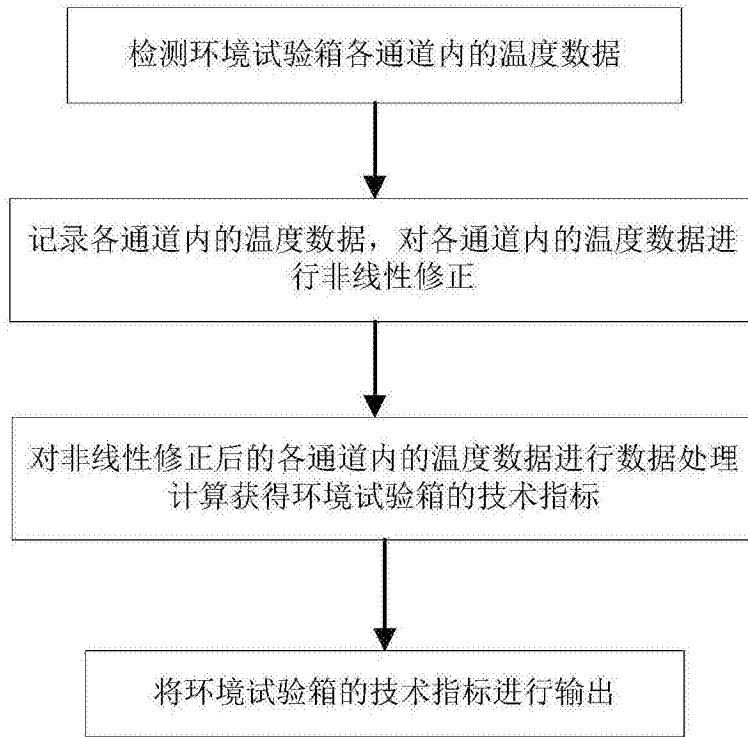 检测环境试验箱各通道内的温度数据
记录各通道内的温度数据，对各通道内的温度数据进
行非线性修正
对非线性修正后的各通道内的温度数据进行数据处理
计算获得环境试验箱的技术指标
将环境试验箱的技术指标进行输出